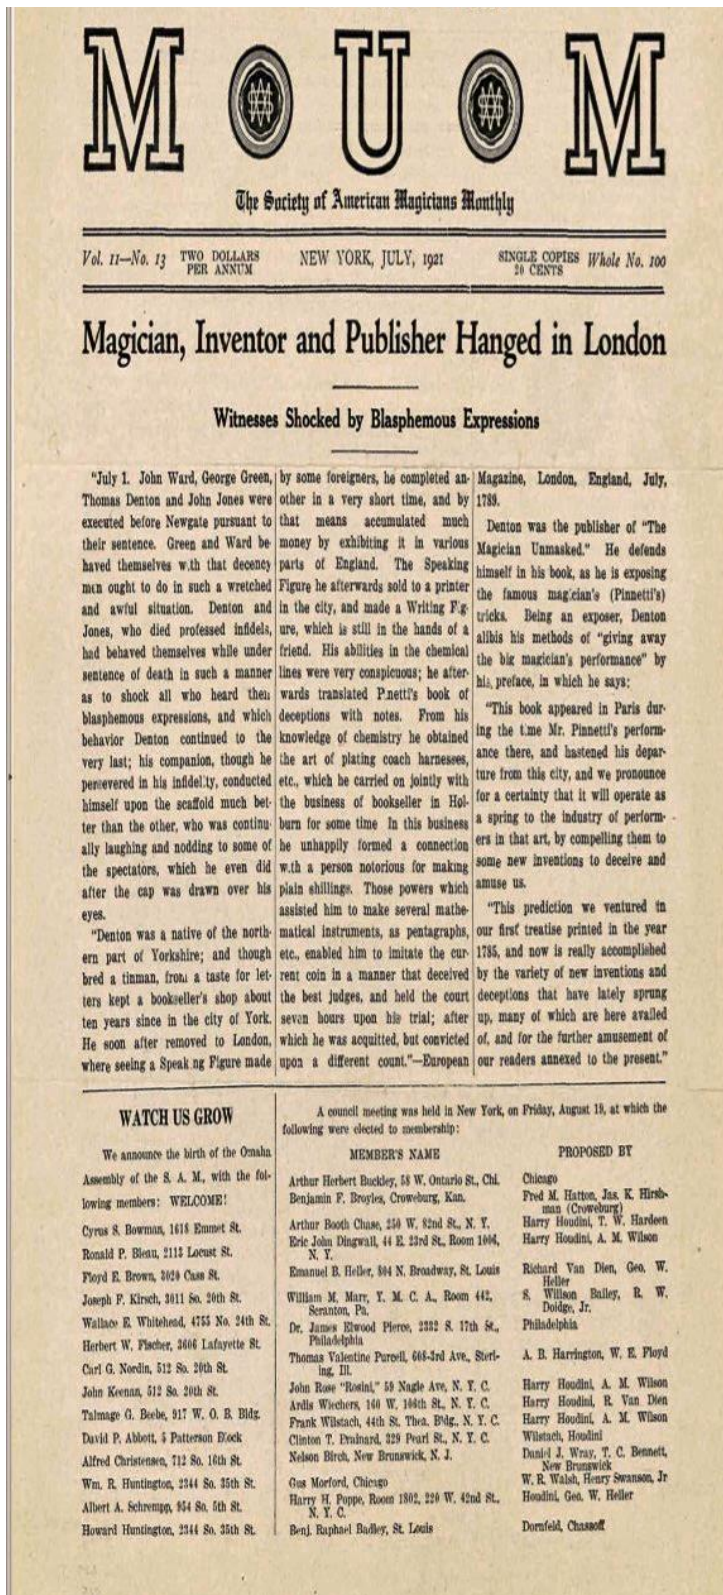 M U M
The Society of American Magicians Monthly
Vol. 11—No. 13 TWO DOLLARS PER ANNUM NEW YORK, JULY, 1921 SINGLE COPIES 20 CENTS Whole No. 100
Magician, Inventor and Publisher Hanged in London
Witnesses Shocked by Blasphemous Expressions
"July 1. John Ward, George Green,
Thomas Denton and John Jones were
executed before Newgate pursuant to
their sentence. Green and Ward be-
haved themselves w.th that decency
men ought to do in such a wretched
and awful situation. Denton and
Jones, who died professed infidels,
had behaved themselves while under
sentence of death in such a manner
as to shock all who heard their
blasphemous expressions, and which
behavior Denton continued to the
very last; his companion, though he
persevered in his infidelity, conducted
himself upon the scaffold much bet-
ter than the other, who was continu-
ally laughing and nodding to some of
the spectators, which he even did
after the cap was drawn over his
eyes.
"Denton was a native of the north-
ern part of Yorkshire; and though
bred a tinman, from a taste for let-
ters kept a bookseller's shop about
ten years since in the city of York.
He soon after removed to London,
where seeing a Speak.ng Figure made
by some foreigners, he completed an-
other in a very short time, and by
that means accumulated much
money by exhibiting it in various
parts of England. The Speaking
Figure he afterwards sold to a printer
in the city, and made a Writing Fig-
ure, which is still in the hands of a
friend. His abilities in the chemical
lines were very conspicuous; he after-
wards translated P.netti's book of
deceptions with notes. From his
knowledge of chemistry he obtained
the art of plating coach harnesses,
etc., which he carried on jointly with
the business of bookseller in Hol-
burn for some time In this business
he unhappily formed a connection
w.th a person notorious for making
plain shillings. Those powers which
assisted him to make several mathe-
matical instruments, as pentagraphs,
etc., enabled him to imitate the cur-
rent coin in a manner that deceived
the best judges, and held the court
seven hours upon his trial; after
which he was acquitted, but convicted
upon a different count."—European
Magazine, London, England, July,
1789.
Denton was the publisher of "The
Magician Unmasked." He defends
himself in his book, as he is exposing
the famous magician's (Pinnetti's)
tricks. Being an exposer, Denton
alibis his methods of "giving away
the big magician's performance" by
his preface, in which he says:
"This book appeared in Paris dur-
ing the t.me Mr. Pinnetti's perform-
ance there, and hastened his depar-
ture from this city, and we pronounce
for a certainty that it will operate as
a spring to the industry of perform-
ers in that art, by compelling them to
some new inventions to deceive and
amuse us.
"This prediction we ventured in
our first treatise printed in the year
1785, and now is really accomplished
by the variety of new inventions and
deceptions that have lately sprung
up, many of which are here availed
of, and for the further amusement of
our readers annexed to the present."
WATCH US GROW
We announce the birth of the Omaha
Assembly of the S. A. M., with the fol-
lowing members: WELCOME!
Cyrus S. Bowman, 1618 Emmet St.
Ronald P. Bleau, 2113 Locust St.
Floyd E. Brown, 3020 Cass St.
Joseph F. Kirsch, 3011 So. 20th St.
Wallace E. Whitehead, 4755 No. 24th St.
Herbert W. Fischer, 3606 Lafayette St.
Carl G. Nordin, 512 So. 20th St.
John Keenan, 512 So. 20th St.
Talmage G. Beebe, 917 W. O. B. Bldg.
David P. Abbott, 5 Patterson Block
Alfred Christensen, 712 So. 16th St.
Wm. R. Huntington, 2344 So. 35th St.
Albert A. Schrempp, 954 So. 5th St.
Howard Huntington, 2344 So. 35th St.
A council meeting was held in New York, on Friday, August 19, at which the
following were elected to membership:
MEMBER'S NAME PROPOSED BY
Arthur Herbert Buckley, 58 W. Ontario St., Chi. Chicago
Benjamin F. Broyles, Croweburg, Kan. Fred M. Hatton, Jas. K. Hirsh-
man (Croweburg)
Arthur Booth Chase, 250 W. 82nd St., N. Y. Harry Houdini, T. W. Hardeen
Eric John Dingwall, 44 E. 23rd St., Room 1006, Harry Houdini, A. M. Wilson
N. Y.
Emanuel B. Heller, 804 N. Broadway, St. Louis Richard Van Dien, Geo. W.
Heller
William M. Marr, Y. M. C. A., Room 442, S. Willson Bailey, R. W.
Scranton, Pa. Doidge, Jr.
Dr. James Elwood Pierce, 2332 S. 17th St., Philadelphia
Philadelphia
Thomas Valentine Purcell, 608-3rd Ave., Sterl- A. B. Harrington, W. E. Floyd
ing, Ill.
John Rose "Rosini," 59 Nagle Ave, N. Y. C. Harry Houdini, A. M. Wilson
Ardis Wiechers, 160 W. 106th St., N. Y. C. Harry Houdini, R. Van Dien
Frank Wilstach, 44th St. Thea. Bldg., N. Y. C. Harry Houdini, A. M. Wilson
Clinton T. Brainard, 329 Pearl St., N. Y. C. Wilstach, Houdini
Nelson Birch, New Brunswick, N. J. Daniel J. Wray, T. C. Bennett,
New Brunswick
Gus Morford, Chicago W. R. Walsh, Henry Swanson, Jr
Harry H. Poppe, Room 1802, 220 W. 42nd St., Houdini, Geo. W. Heller
N. Y. C.
Benj. Raphael Badley, St. Louis Dornfeld, Chassoff